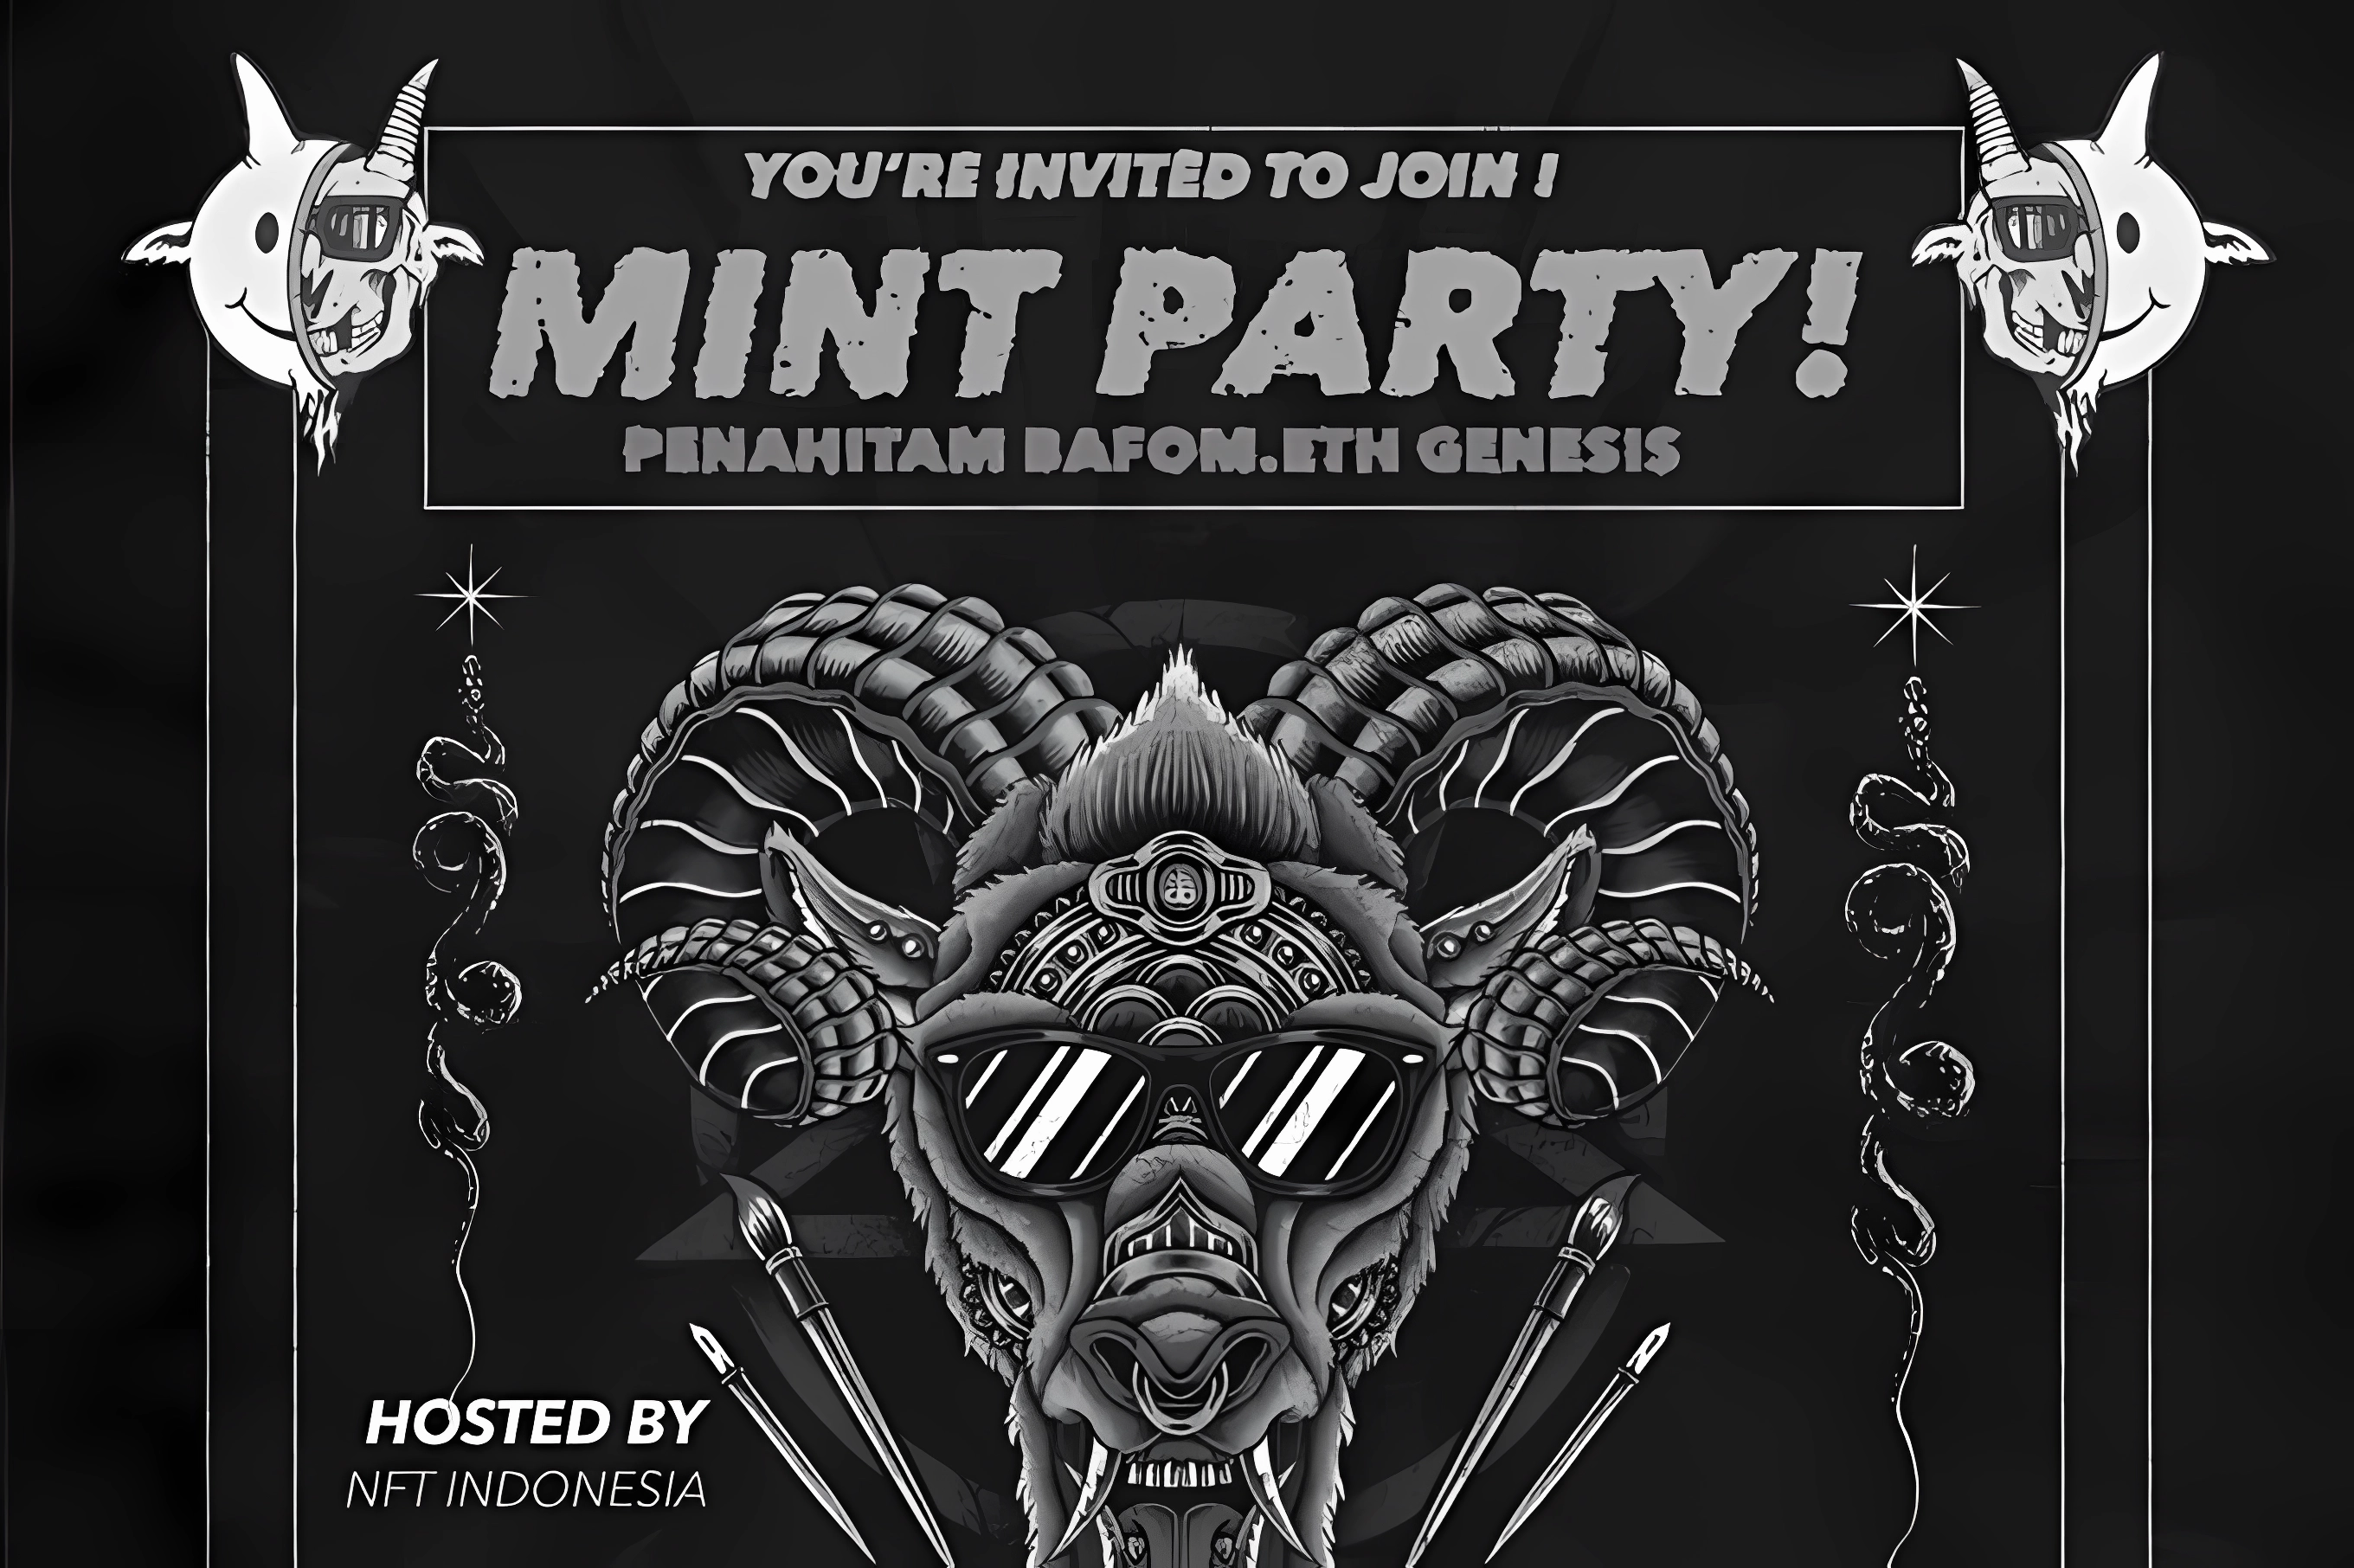 YOU'RE INVITED TO JOIN !
MINT PARTY!
PENAHITAM BAFOM.ETH GENESIS
HOSTED BY
NFT INDONESIA